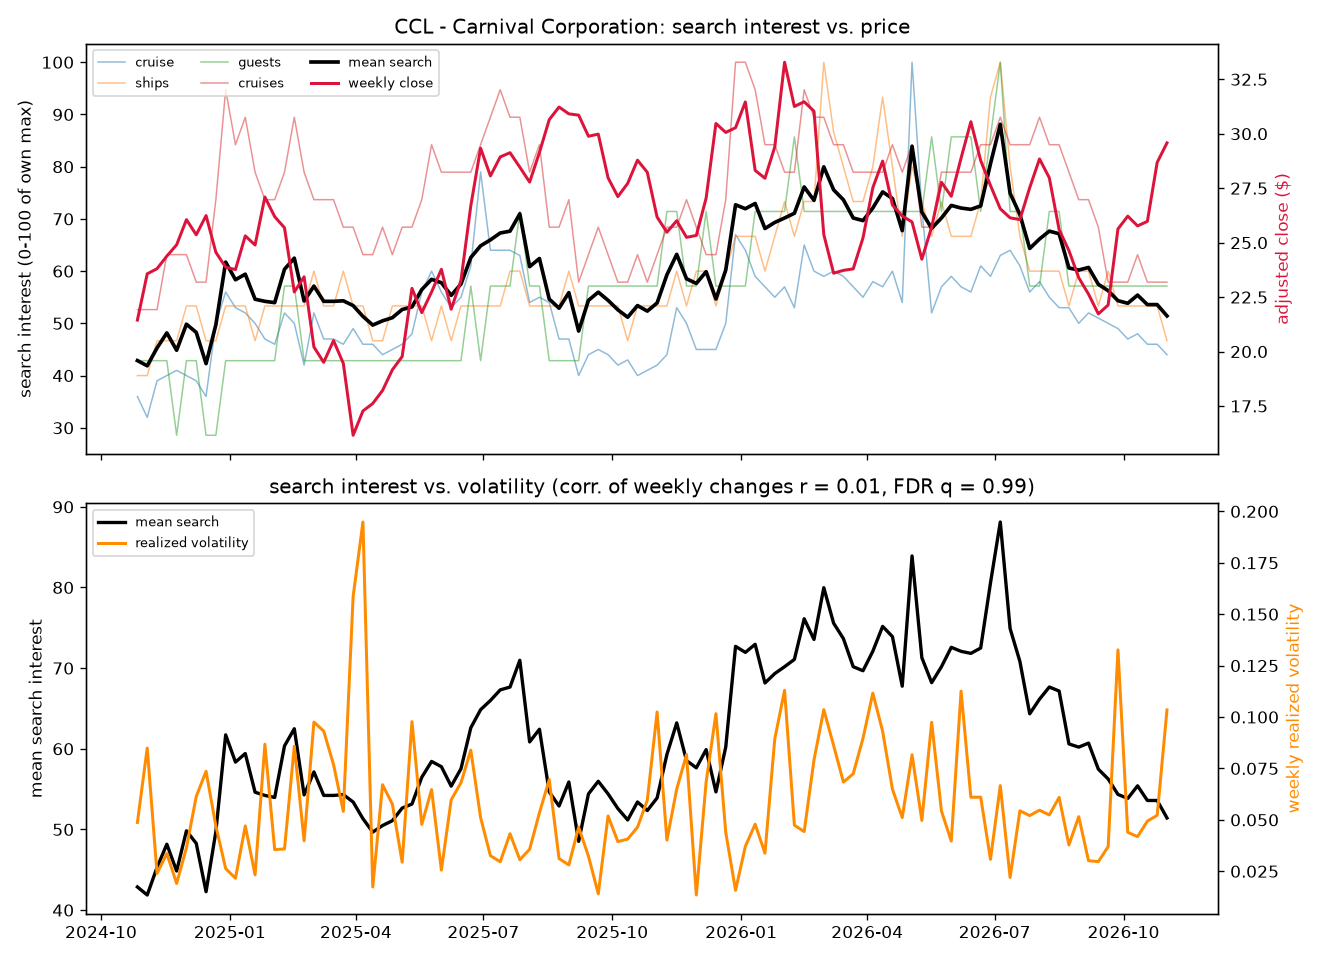 CCL - Carnival Corporation: search interest vs. price
cruise
ships
guests
cruises
mean search
weekly close
100
90
80
70
60
50
40
30
search interest (0-100 of own max)
32.5
30.0
27.5
25.0
22.5
20.0
17.5
adjusted close ($)
search interest vs. volatility (corr. of weekly changes r = 0.01, FDR q = 0.99)
mean search
realized volatility
90
80
70
60
50
40
mean search interest
0.200
0.175
0.150
0.125
0.100
0.075
0.050
0.025
weekly realized volatility
2024-10
2025-01
2025-04
2025-07
2025-10
2026-01
2026-04
2026-07
2026-10